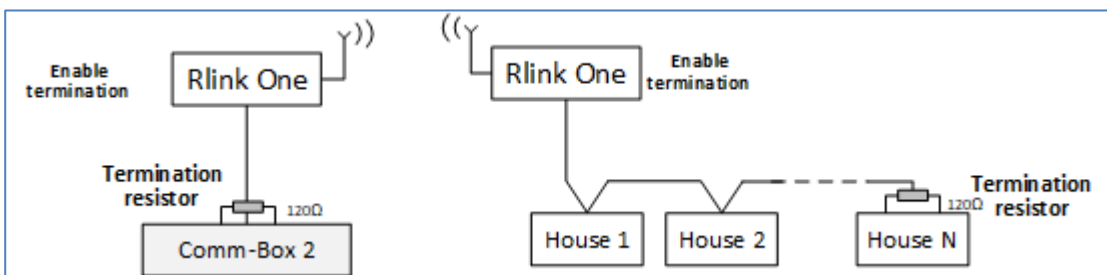 Enable
termination
Rlink One
Rlink One
Enable
termination
Termination
resistor
120Ω
Comm-Box 2
House 1
House 2
House N
120Ω
Termination
resistor